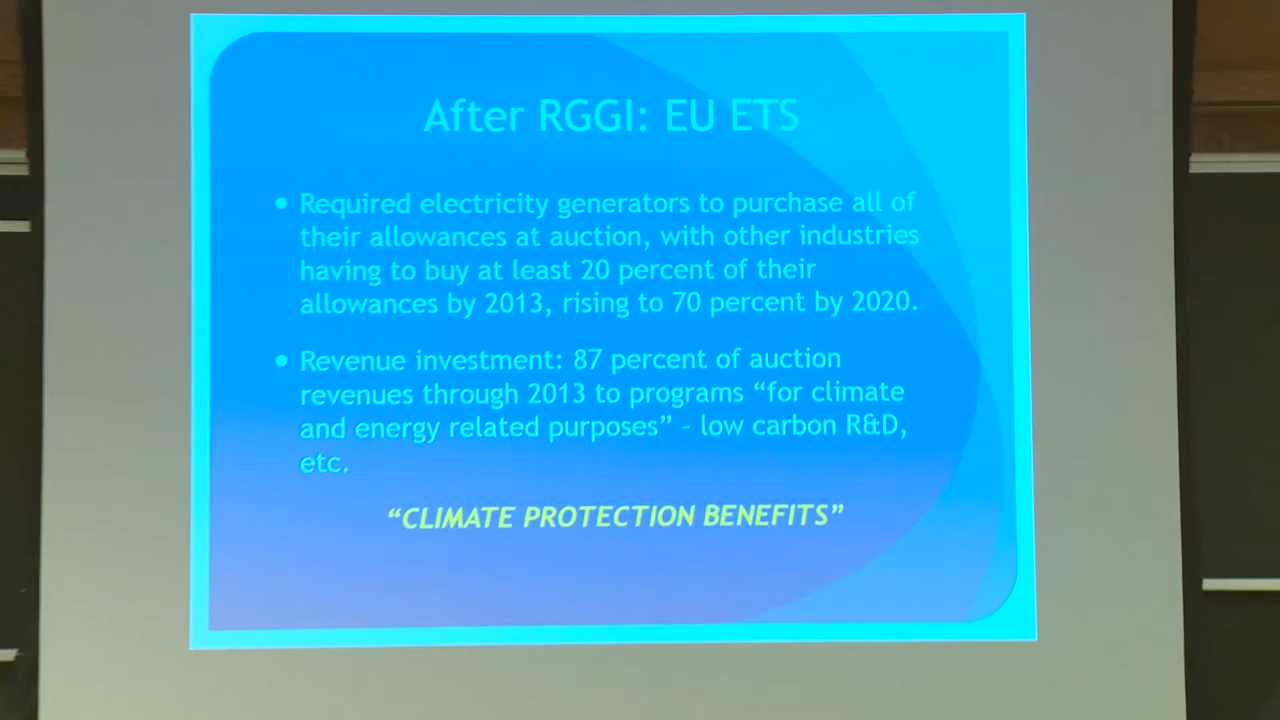 After RGGI: EU ETS
• Required electricity generators to purchase all of
their allowances at auction, with other industries
having to buy at least 20 percent of their
allowances by 2013, rising to 70 percent by 2020.
• Revenue investment: 87 percent of auction
revenues through 2013 to programs “for climate
and energy related purposes” – low carbon R&D,
etc.
“CLIMATE PROTECTION BENEFITS”